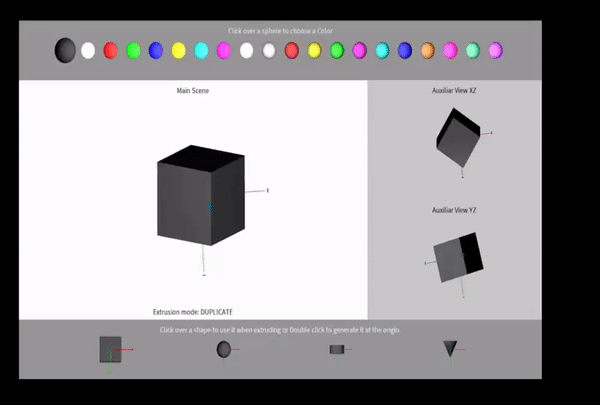 Click over a sphere to choose a Color
Main Scene
Auxiliar View XZ
Auxiliar View YZ
Extrusion mode: DUPLICATE
Click over a shape to use it when extruding or Double click to generate it at the origin